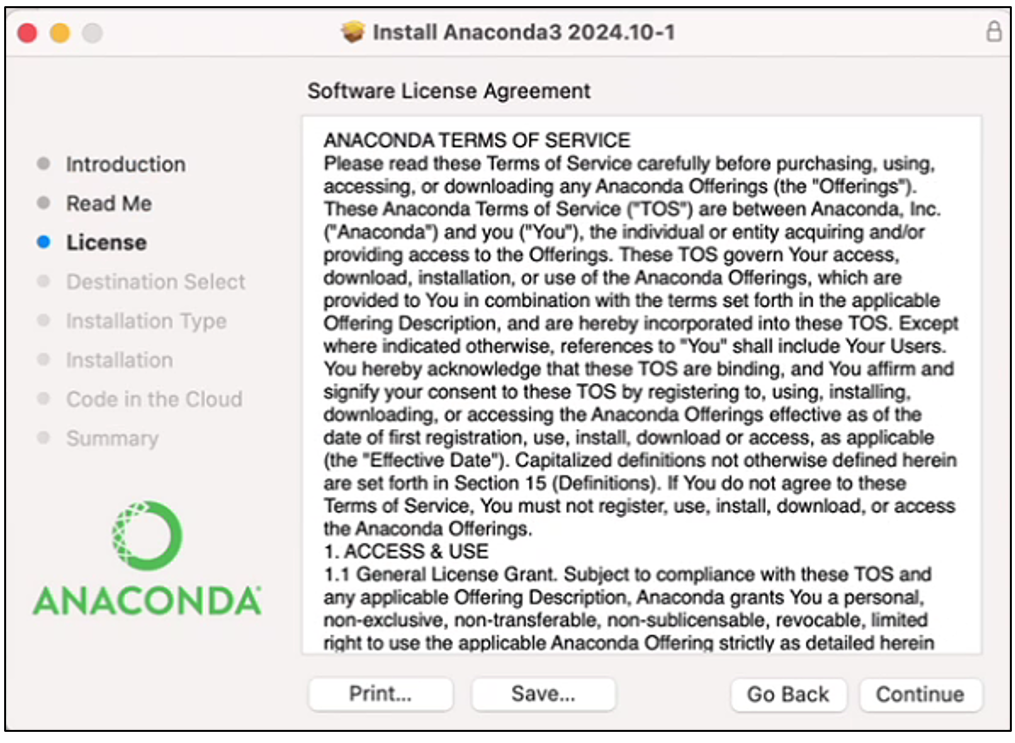 Install Anaconda3 2024.10-1
Software License Agreement
Introduction
Read Me
License
Destination Select
Installation Type
Installation
Code in the Cloud
Summary
ANACONDA
ANACONDA TERMS OF SERVICE
Please read these Terms of Service carefully before purchasing, using,
accessing, or downloading any Anaconda Offerings (the "Offerings").
These Anaconda Terms of Service ("TOS") are between Anaconda, Inc.
("Anaconda") and you ("You"), the individual or entity acquiring and/or
providing access to the Offerings. These TOS govern Your access,
download, installation, or use of the Anaconda Offerings, which are
provided to You in combination with the terms set forth in the applicable
Offering Description, and are hereby incorporated into these TOS. Except
where indicated otherwise, references to "You" shall include Your Users.
You hereby acknowledge that these TOS are binding, and You affirm and
signify your consent to these TOS by registering to, using, installing,
downloading, or accessing the Anaconda Offerings effective as of the
date of first registration, use, install, download or access, as applicable
(the "Effective Date"). Capitalized definitions not otherwise defined herein
are set forth in Section 15 (Definitions). If You do not agree to these
Terms of Service, You must not register, use, install, download, or access
the Anaconda Offerings.
1. ACCESS & USE
1.1 General License Grant. Subject to compliance with these TOS and
any applicable Offering Description, Anaconda grants You a personal,
non-exclusive, non-transferable, non-sublicensable, revocable, limited
right to use the applicable Anaconda Offering strictly as detailed herein
Print...
Save...
Go Back
Continue